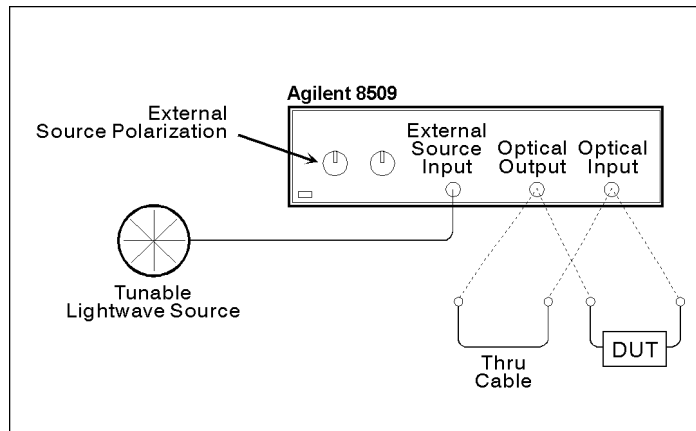 Agilent 8509
External
Source Polarization
External
Source
Input
Optical
Output
Optical
Input
Tunable
Lightwave Source
Thru
Cable
DUT